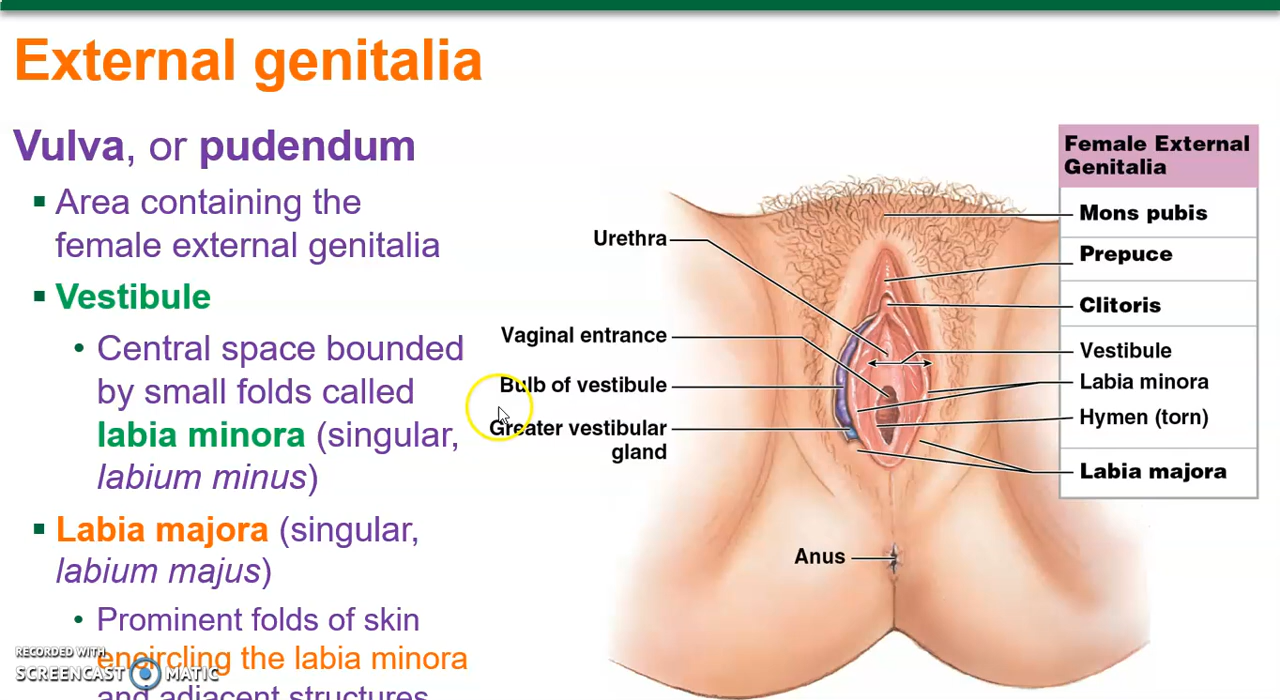 External genitalia
Vulva, or pudendum
▪ Area containing the
female external genitalia
▪ Vestibule
• Central space bounded
by small folds called
labia minora (singular,
labium minus)
▪ Labia majora (singular,
labium majus)
• Prominent folds of skin
encircling the labia minora
and adjacent structures
RECORDED WITH
SCREENCAST MATIC
Urethra
Vaginal entrance
Bulb of vestibule
Greater vestibular
gland
Anus
Female External
Genitalia
Mons pubis
Prepuce
Clitoris
Vestibule
Labia minora
Hymen (torn)
Labia majora